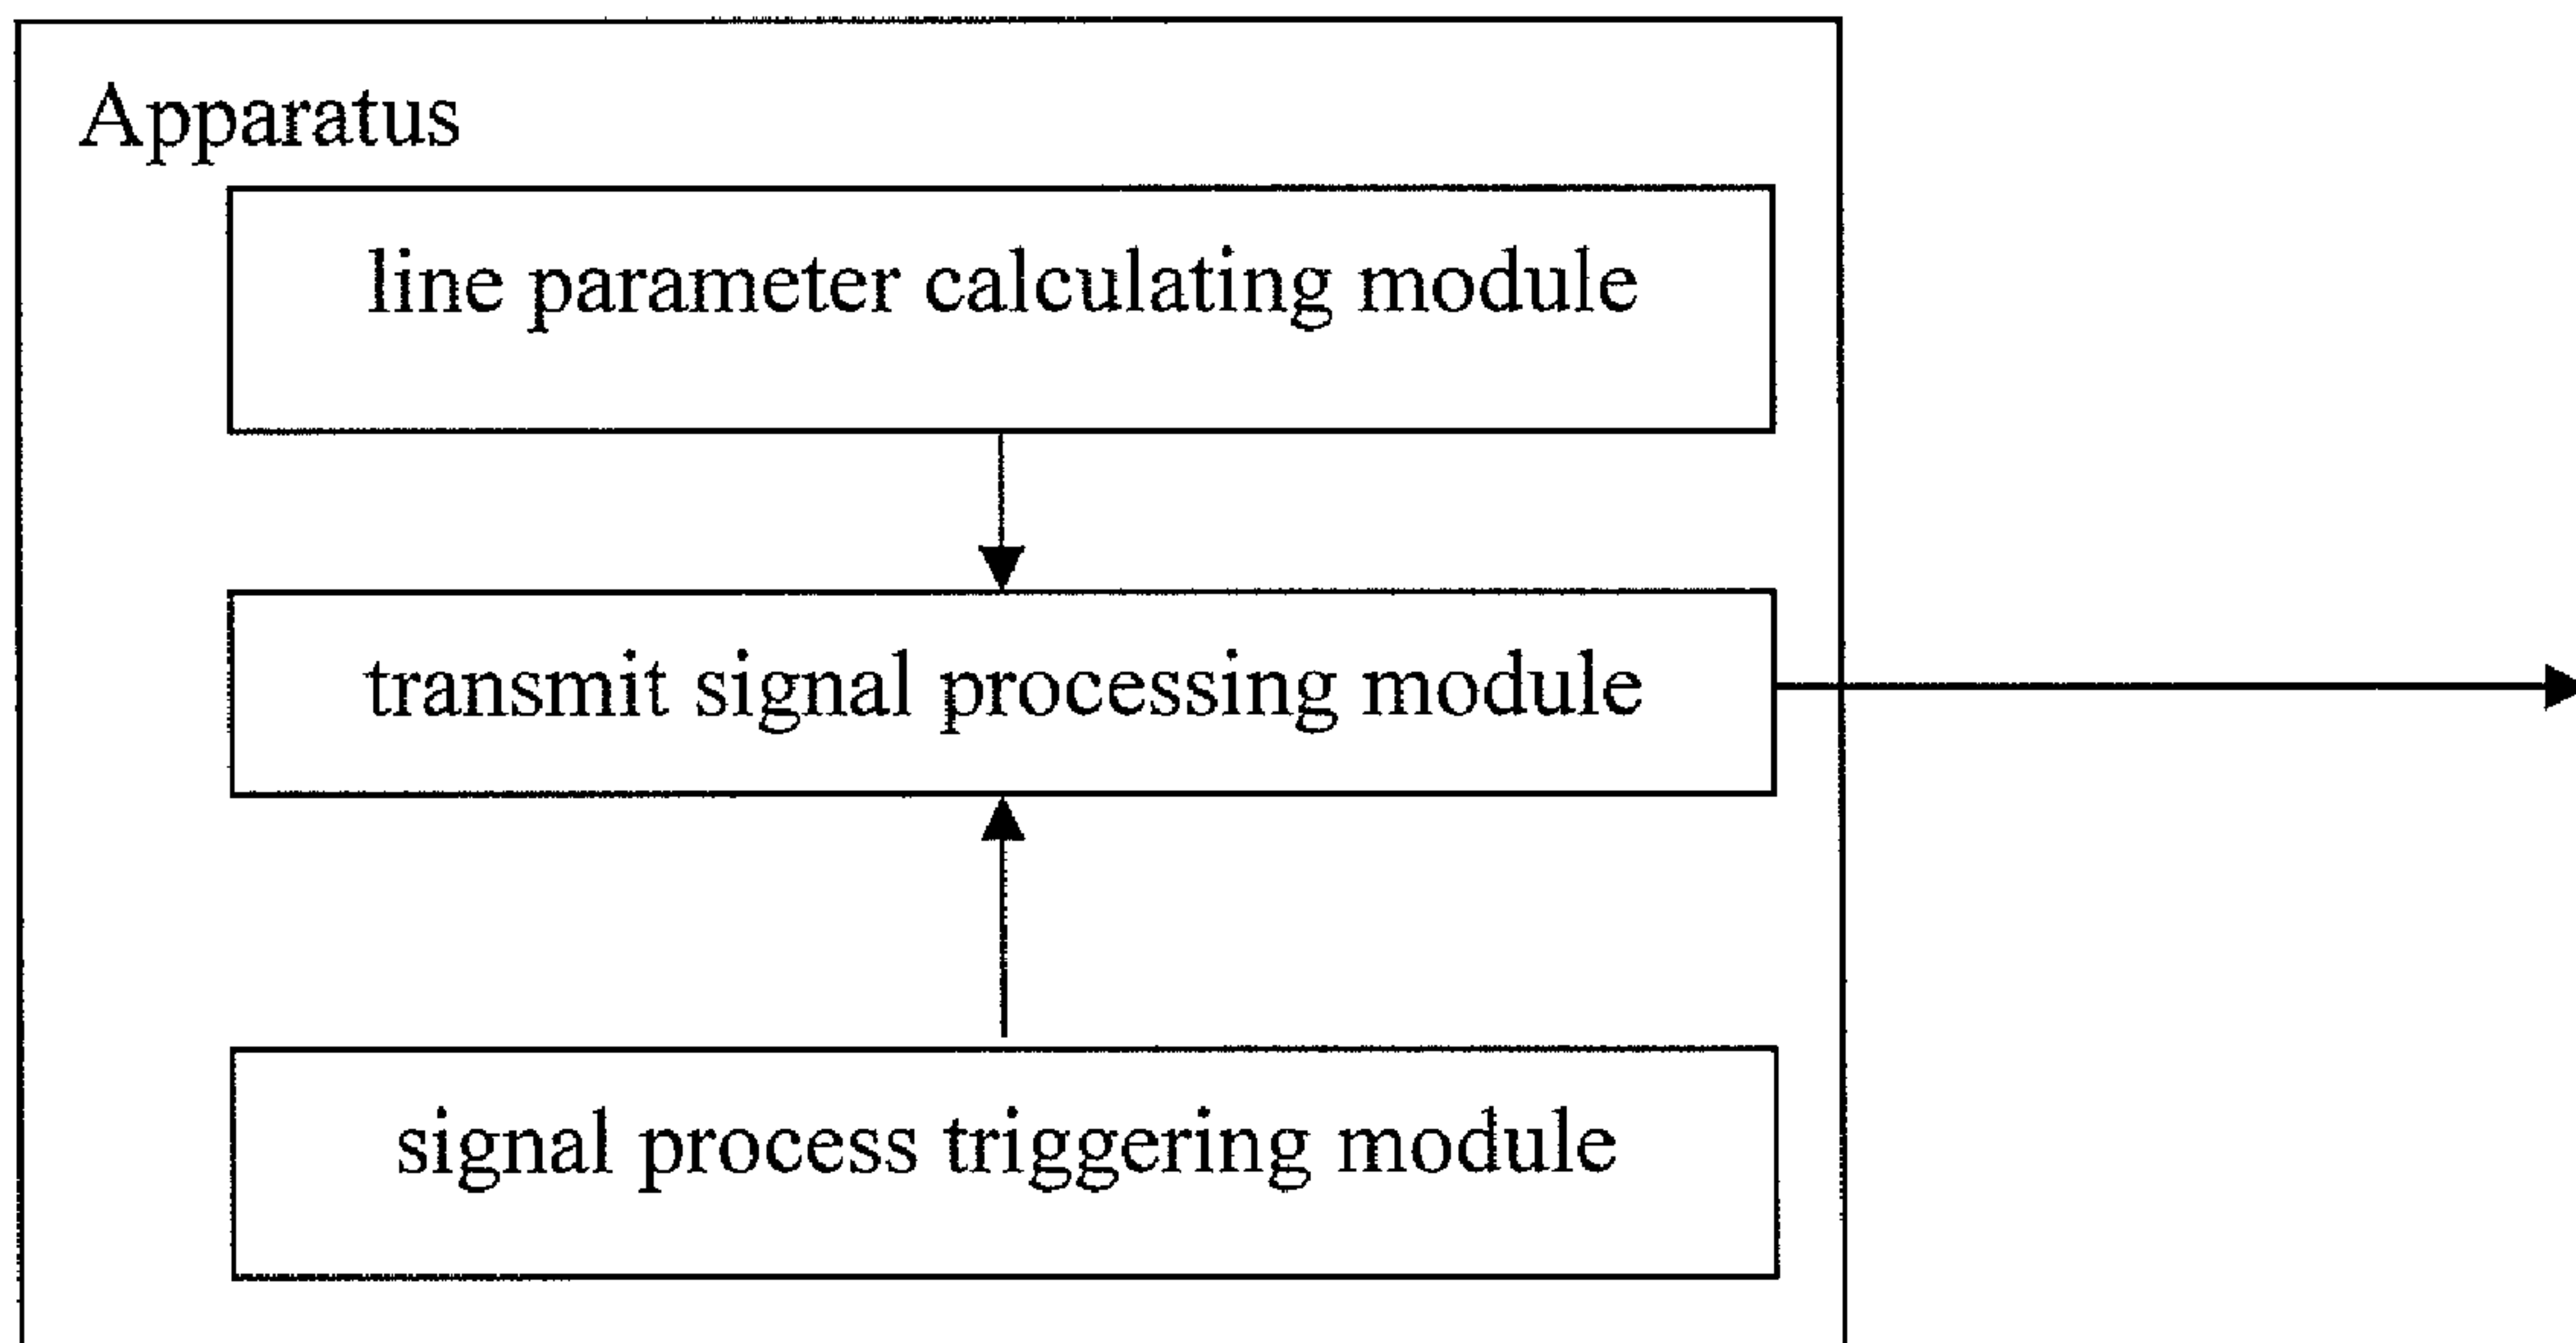 Apparatus
line parameter calculating module
transmit signal processing module
signal process triggering module